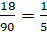 18/90 = 1/5